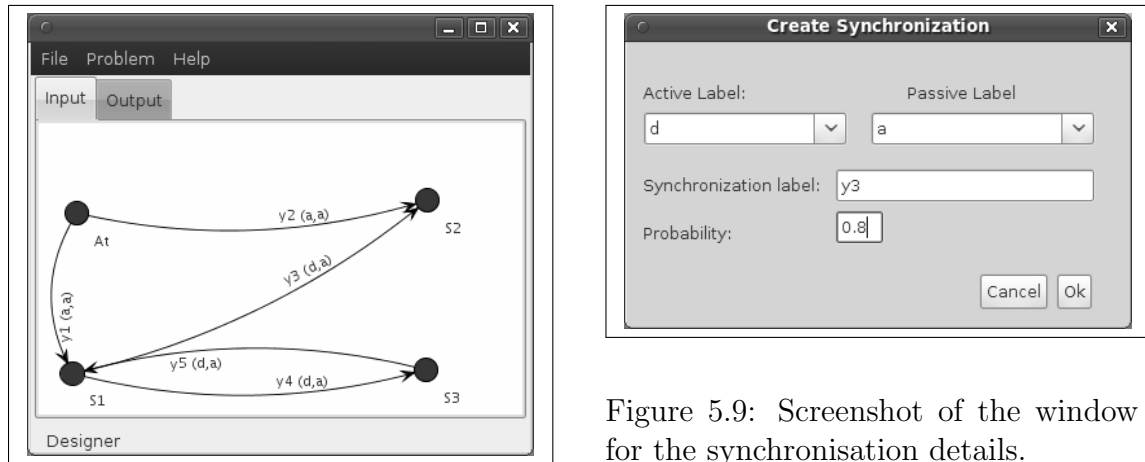 File Problem Help
Input Output
y2 (a,a)
At
S2
y3 (d,a)
y1 (a,a)
y5 (d,a)
y4 (d,a)
S1
S3
Designer
Create Synchronization
Active Label: Passive Label
d a
Synchronization label: y3
Probability: 0.8
Cancel Ok
Figure 5.9: Screenshot of the window
for the synchronisation details.